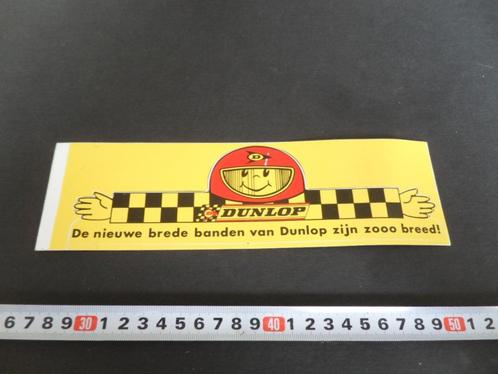 D
DUNLOP
De nieuwe brede banden van Dunlop zijn zooo breed!
6 7 8 9 30 1 2 3 4 5 6 7 8 9 40 1 2 3 4 5 6 7 8 9 50 1 2